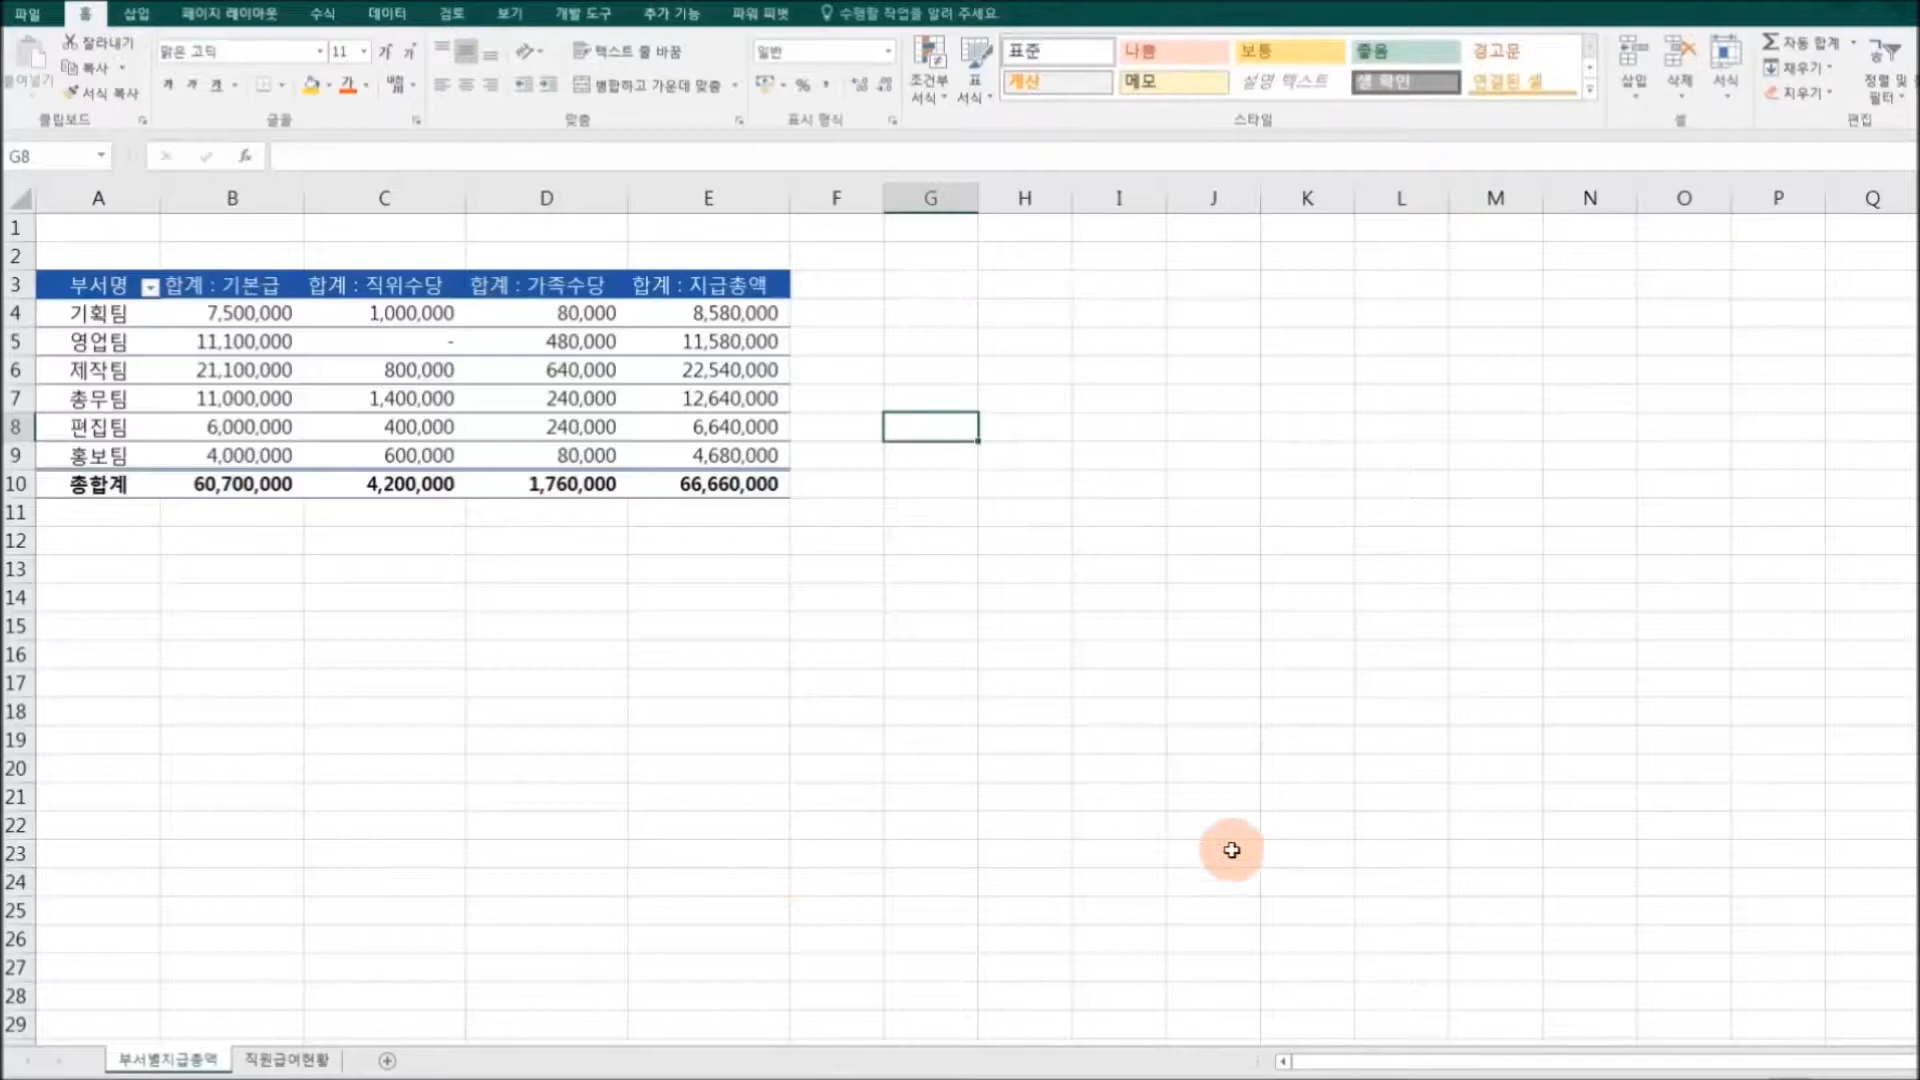 파일 홈 삽입 페이지 레이아웃 수식 데이터 검토 보기 개발 도구 추가 기능 파워 피벗 수행할 작업을 알려 주세요.
잘라내기
복사
서식 복사
붙여넣기
클립보드
맑은 고딕 11
가 가
가 가 가
글꼴
텍스트 줄 바꿈
병합하고 가운데 맞춤
맞춤
일반
%
표시 형식
조건부
서식
표
서식
표준 나쁨 보통 좋음 경고문
계산 메모 설명 텍스트 셀 확인 연결된 셀
스타일
삽입 삭제 서식
셀
자동 합계
채우기
지우기
정렬 및
필터
편집
G8 fx
A B C D E F G H I J K L M N O P Q
1
2
3 부서명 합계 : 기본급 합계 : 직위수당 합계 : 가족수당 합계 : 지급총액
4 기획팀 7,500,000 1,000,000 80,000 8,580,000
5 영업팀 11,100,000 - 480,000 11,580,000
6 제작팀 21,100,000 800,000 640,000 22,540,000
7 총무팀 11,000,000 1,400,000 240,000 12,640,000
8 편집팀 6,000,000 400,000 240,000 6,640,000
9 홍보팀 4,000,000 600,000 80,000 4,680,000
10 총합계 60,700,000 4,200,000 1,760,000 66,660,000
11
12
13
14
15
16
17
18
19
20
21
22
23
24
25
26
27
28
29
부서별지급총액 직원급여현황